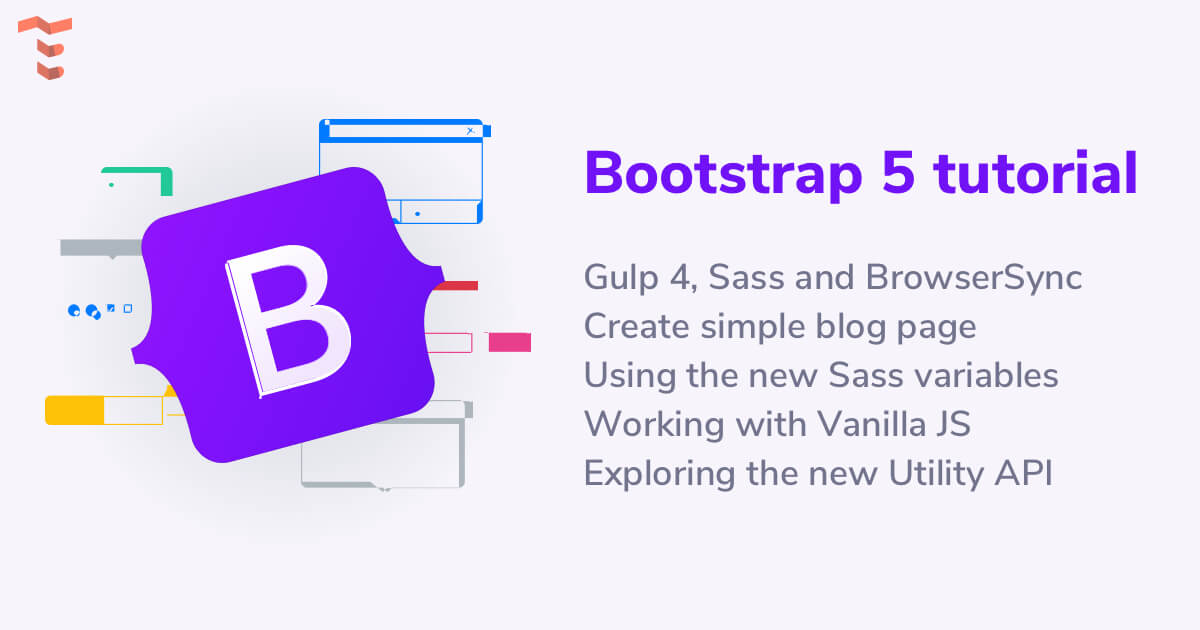 B
Bootstrap 5 tutorial
Gulp 4, Sass and BrowserSync
Create simple blog page
Using the new Sass variables
Working with Vanilla JS
Exploring the new Utility API